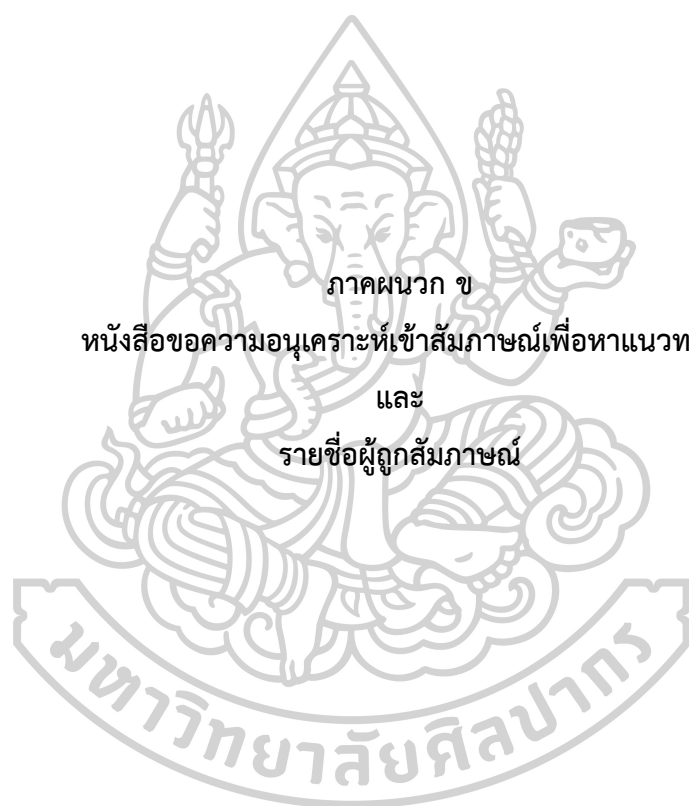 ภาคผนวก ข
หนังสือขอความอนุเคราะห์เข้าสัมภาษณ์เพื่อหาแนวท
และ
รายชื่อผู้ถูกสัมภาษณ์
มหาวิทยาลัยศิลปากร